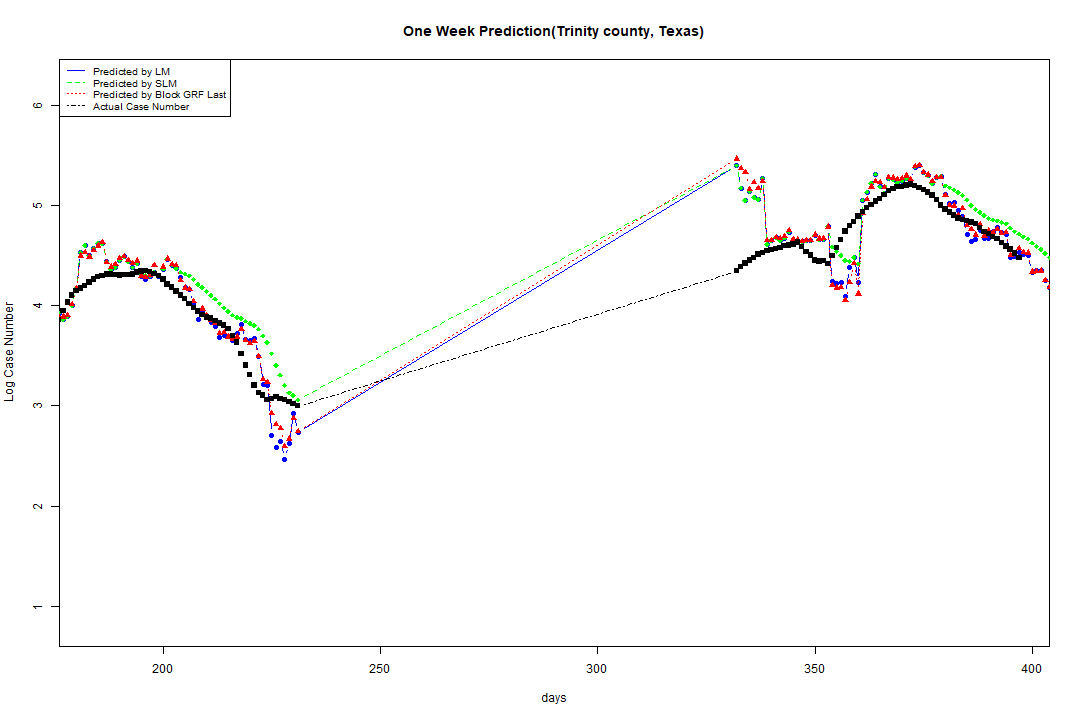 One Week Prediction(Trinity county, Texas)
Predicted by LM
Predicted by SLM
Predicted by Block GRF Last
Actual Case Number
Log Case Number
6
5
4
3
2
1
200 250 300 350 400
days